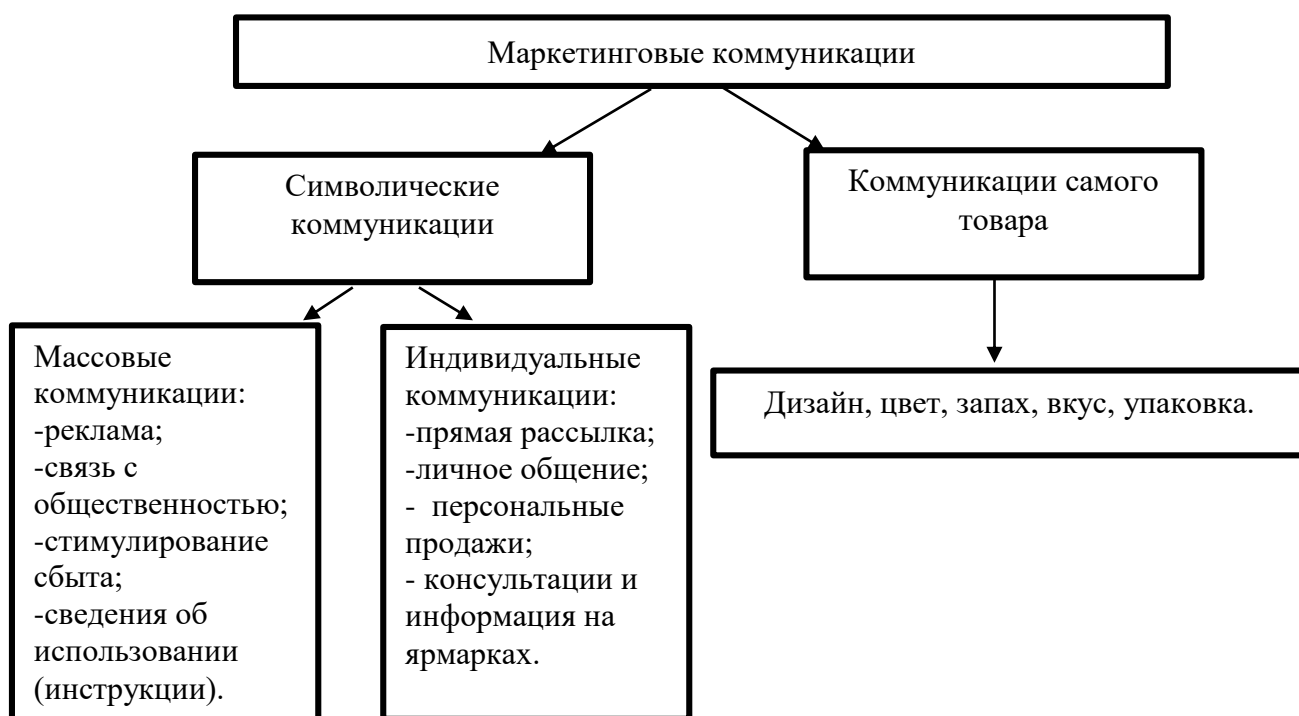 Маркетинговые коммуникации
Символические
коммуникации
Коммуникации самого
товара
Массовые
коммуникации:
-реклама;
-связь с
общественностью;
-стимулирование
сбыта;
-сведения об
использовании
(инструкции).
Индивидуальные
коммуникации:
-прямая рассылка;
-личное общение;
- персональные
продажи;
- консультации и
информация на
ярмарках.
Дизайн, цвет, запах, вкус, упаковка.